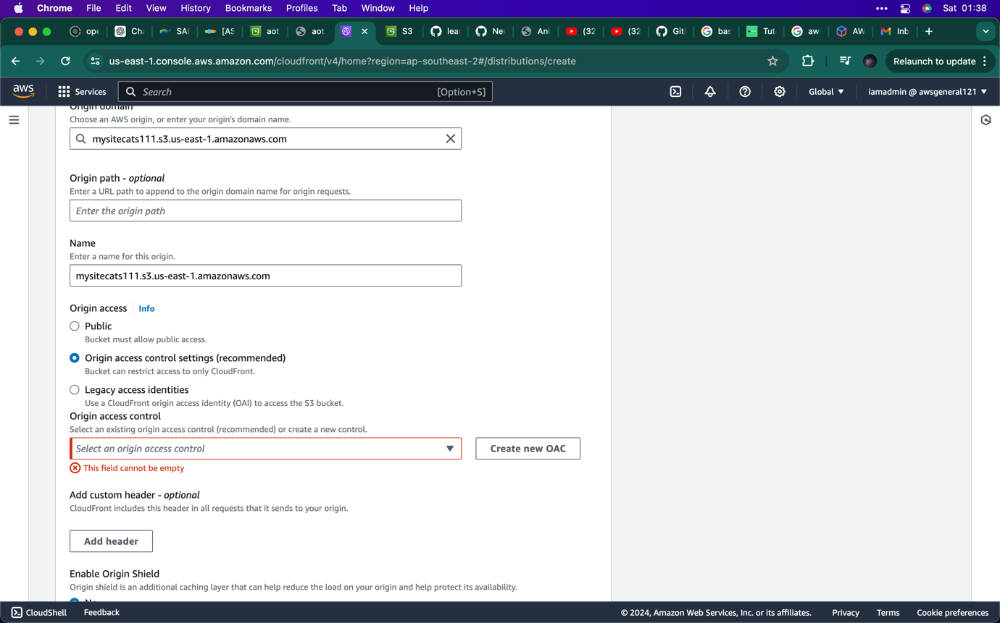 Chrome File Edit View History Bookmarks Profiles Tab Window Help Sat 01:38
ope Cha SAA [AS aot aot S3 lear Nev Ani (32 (32 Git bas Tut aws AW Inb
us-east-1.console.aws.amazon.com/cloudfront/v4/home?region=ap-southeast-2#/distributions/create Relaunch to update
aws Services Search [Option+S] Global iamadmin @ awsgeneral121
Origin domain
Choose an AWS origin, or enter your origin's domain name.
mysitecats111.s3.us-east-1.amazonaws.com
Origin path - optional
Enter a URL path to append to the origin domain name for origin requests.
Enter the origin path
Name
Enter a name for this origin.
mysitecats111.s3.us-east-1.amazonaws.com
Origin access Info
Public
Bucket must allow public access.
Origin access control settings (recommended)
Bucket can restrict access to only CloudFront.
Legacy access identities
Use a CloudFront origin access identity (OAI) to access the S3 bucket.
Origin access control
Select an existing origin access control (recommended) or create a new control.
Select an origin access control Create new OAC
This field cannot be empty
Add custom header - optional
CloudFront includes this header in all requests that it sends to your origin.
Add header
Enable Origin Shield
Origin shield is an additional caching layer that can help reduce the load on your origin and help protect its availability.
No
CloudShell Feedback © 2024, Amazon Web Services, Inc. or its affiliates. Privacy Terms Cookie preferences